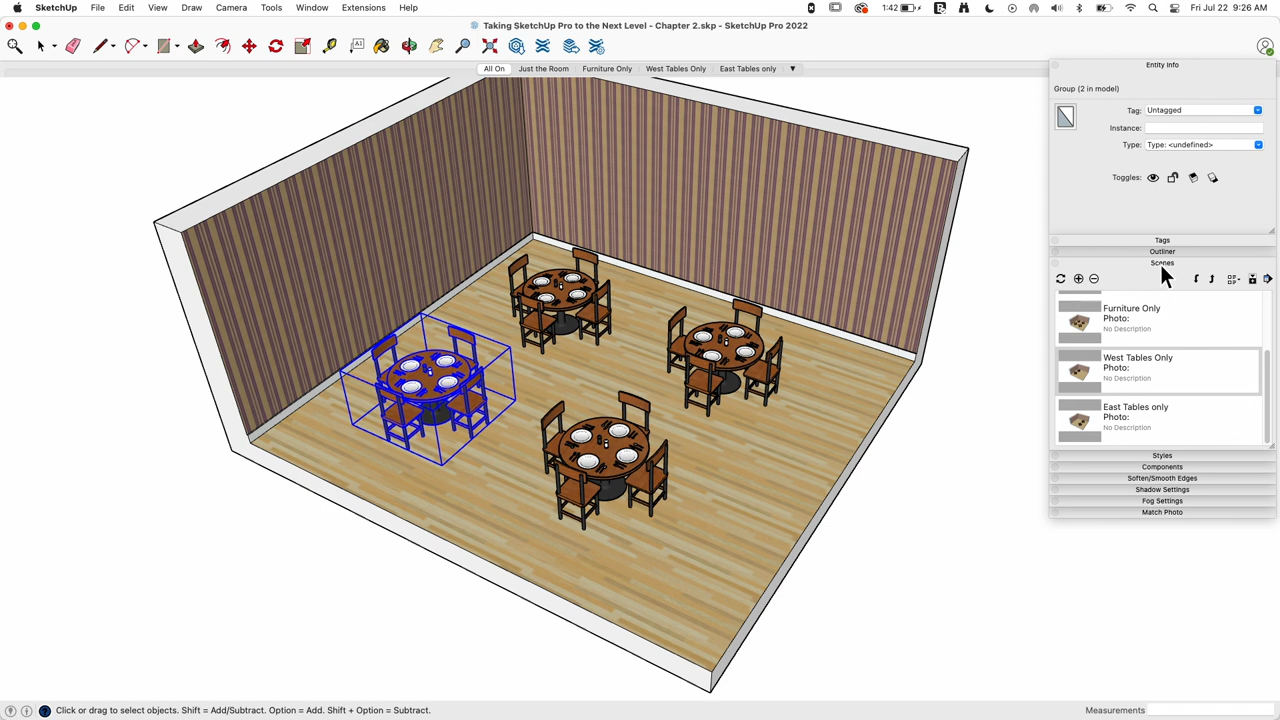 SketchUp File Edit View Draw Camera Tools Window Extensions Help 1:42 Fri Jul 22 9:26 AM
Taking SketchUp Pro to the Next Level - Chapter 2.skp - SketchUp Pro 2022
All On Just the Room Furniture Only West Tables Only East Tables only
Entity Info
Group (2 in model)
Tag: Untagged
Instance:
Type: Type: <undefined>
Toggles:
Tags
Outliner
Scenes
Furniture Only
Photo:
No Description
West Tables Only
Photo:
No Description
East Tables only
Photo:
No Description
Styles
Components
Soften/Smooth Edges
Shadow Settings
Fog Settings
Match Photo
Click or drag to select objects. Shift = Add/Subtract. Option = Add. Shift + Option = Subtract. Measurements